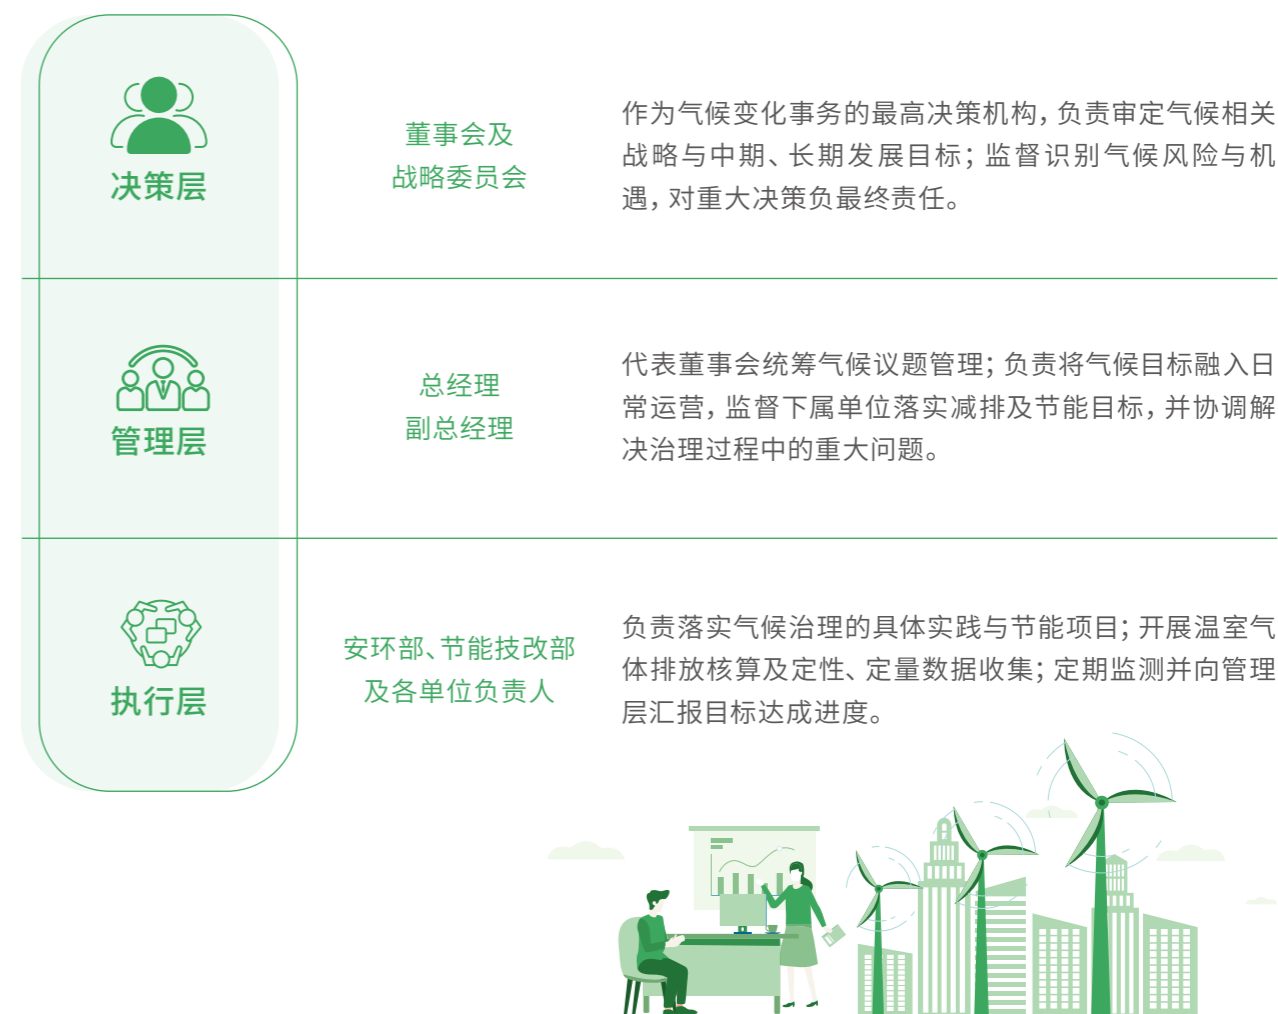 决策层
董事会及
战略委员会
作为气候变化事务的最高决策机构，负责审定气候相关
战略与中期、长期发展目标；监督识别气候风险与机
遇，对重大决策负最终责任。
管理层
总经理
副总经理
代表董事会统筹气候议题管理；负责将气候目标融入日
常运营，监督下属单位落实减排及节能目标，并协调解
决治理过程中的重大问题。
执行层
安环部、节能技改部
及各单位负责人
负责落实气候治理的具体实践与节能项目；开展温室气
体排放核算及定性、定量数据收集；定期监测并向管理
层汇报目标达成进度。